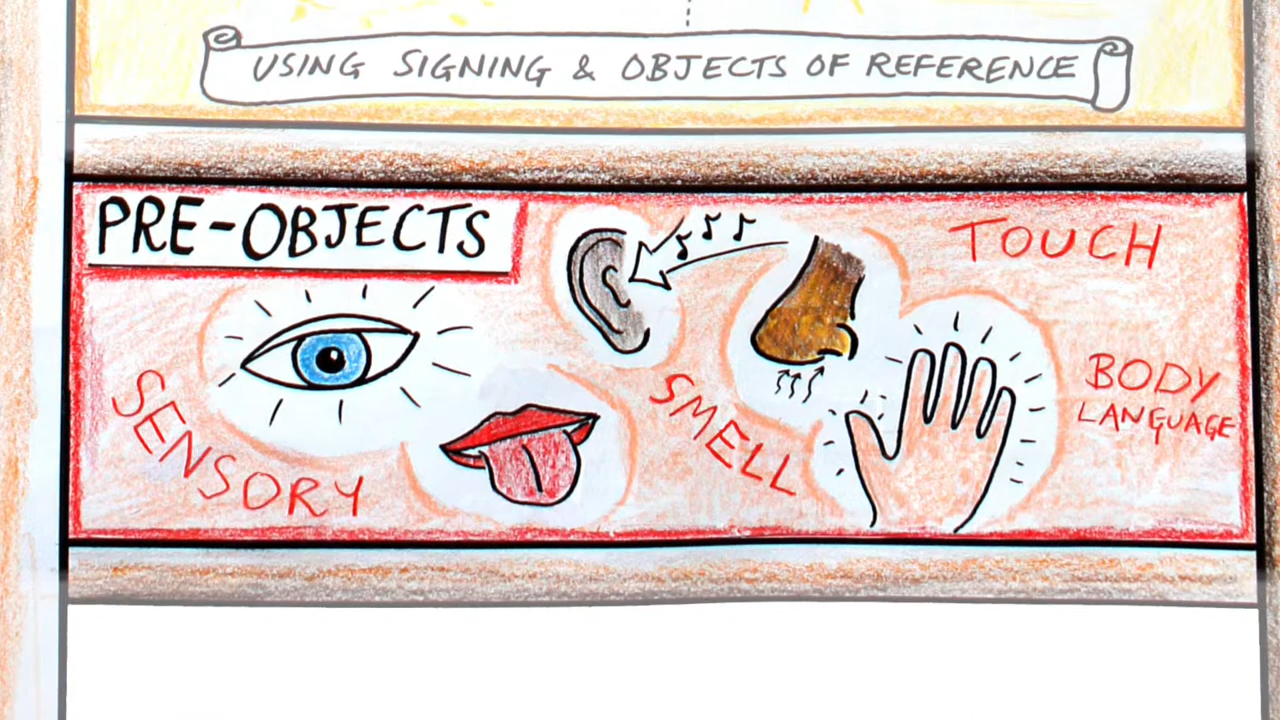 USING SIGNING & OBJECTS OF REFERENCE
PRE-OBJECTS
TOUCH
BODY
LANGUAGE
SMELL
SENSORY